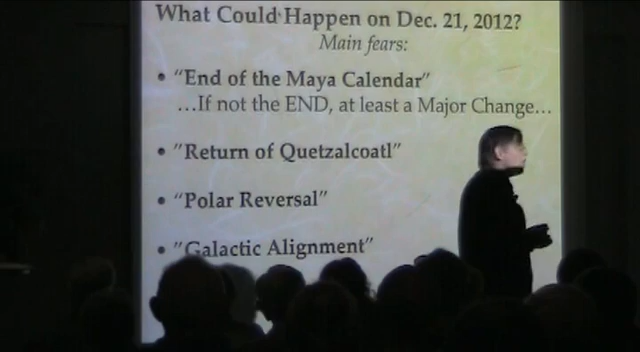 What Could Happen on Dec. 21, 2012?
Main fears:
• "End of the Maya Calendar"
...If not the END, at least a Major Change...
• "Return of Quetzalcoatl"
• "Polar Reversal"
• "Galactic Alignment"